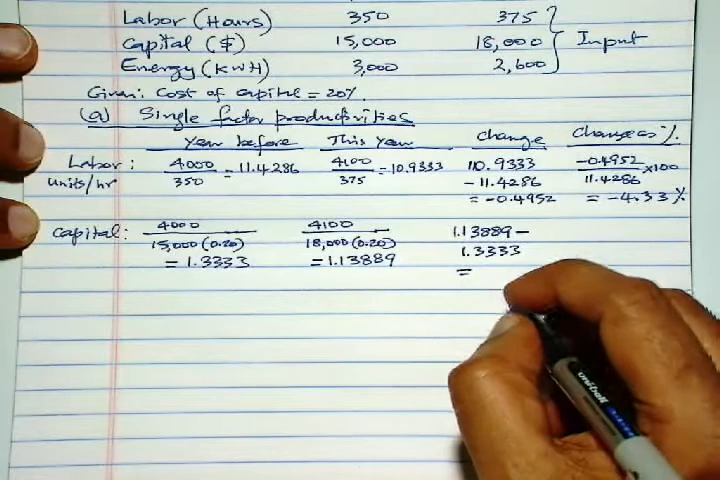 Labor (Hours) 350 375
Capital ($) 15,000 18,000 Input
Energy (KWH) 3,000 2,600
Given: Cost of capital = 20%.
(a) Single factor productivities
Year before This year change Change as %
Labor: 4000/350 = 11.4286 4100/375 = 10.9333 10.9333 -0.4952/11.4286 x100
units/hr - 11.4286
= -0.4952 = -4.33%
Capital: 4000/15,000(0.20) 4100/18,000(0.20) 1.13889 -
= 1.3333 = 1.13889 1.3333
=
uniball